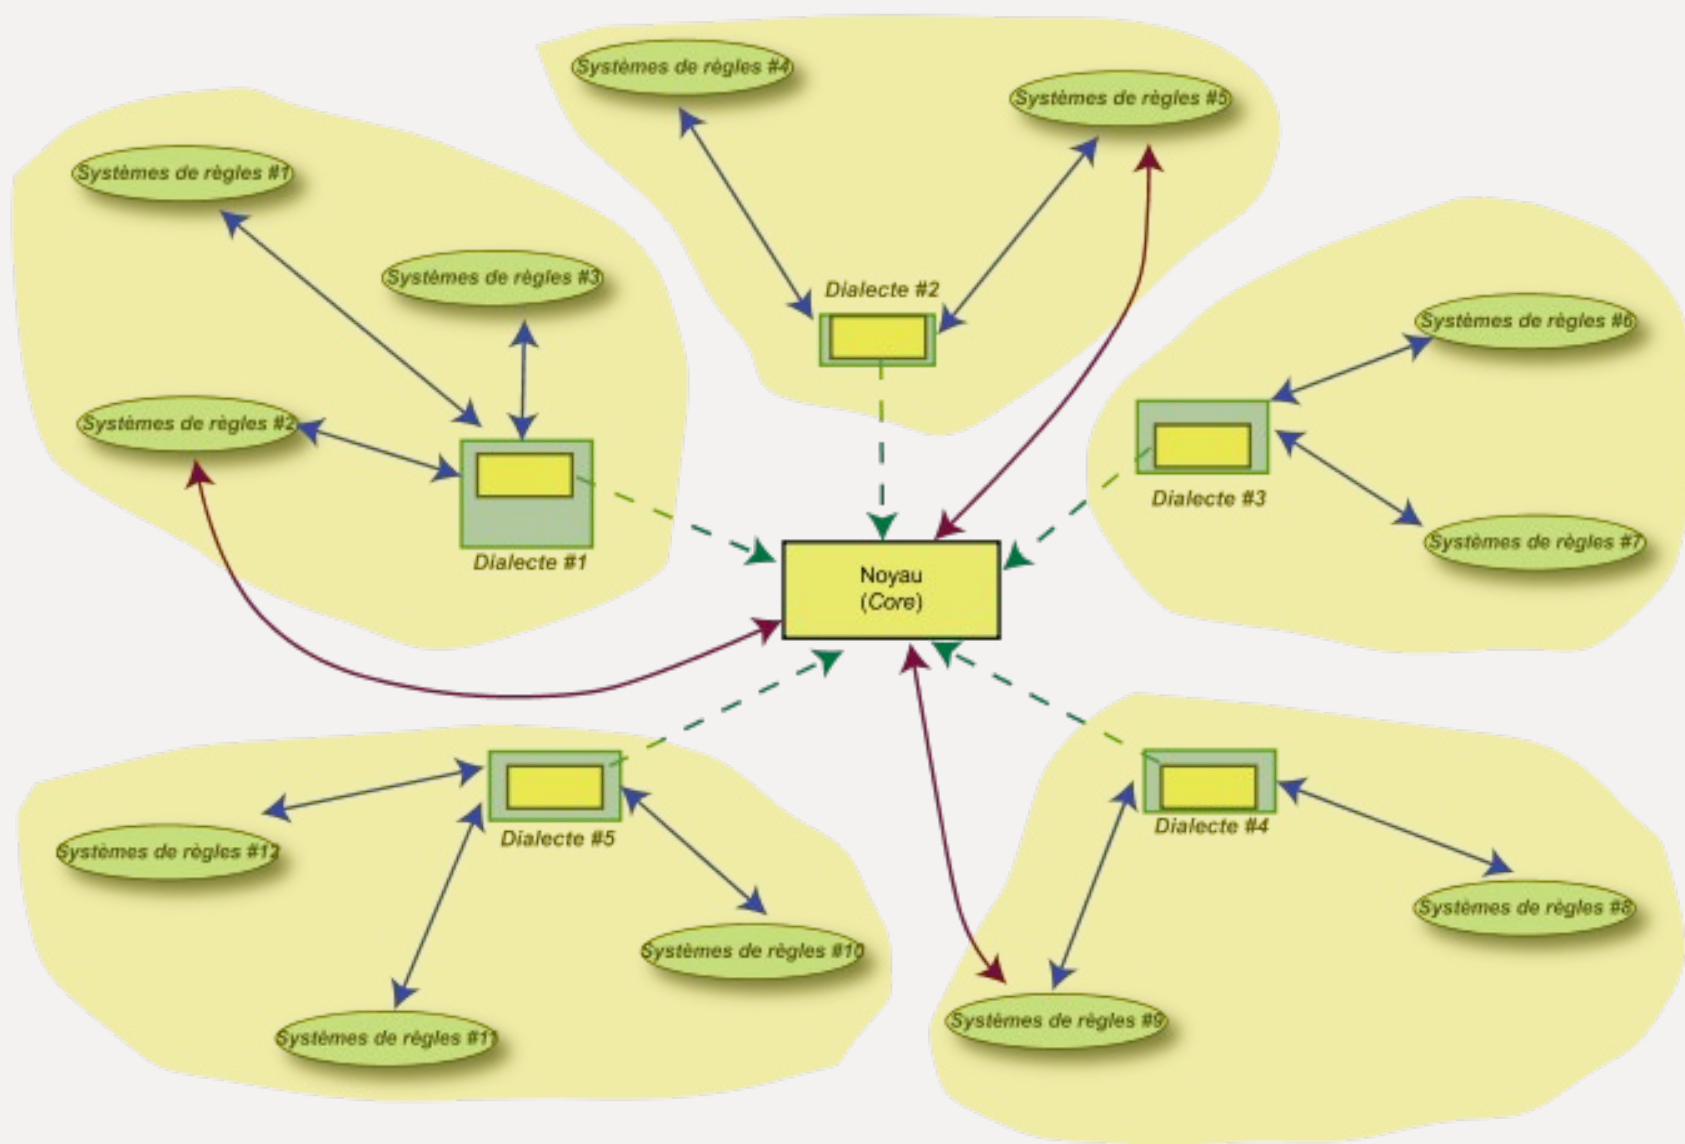 Systèmes de règles #4
Systèmes de règles #5
Systèmes de règles #1
Systèmes de règles #3
Dialecte #2
Systèmes de règles #6
Systèmes de règles #2
Dialecte #3
Systèmes de règles #7
Dialecte #1
Noyau
(Core)
Dialecte #5
Dialecte #4
Systèmes de règles #12
Systèmes de règles #8
Systèmes de règles #10
Systèmes de règles #9
Systèmes de règles #11